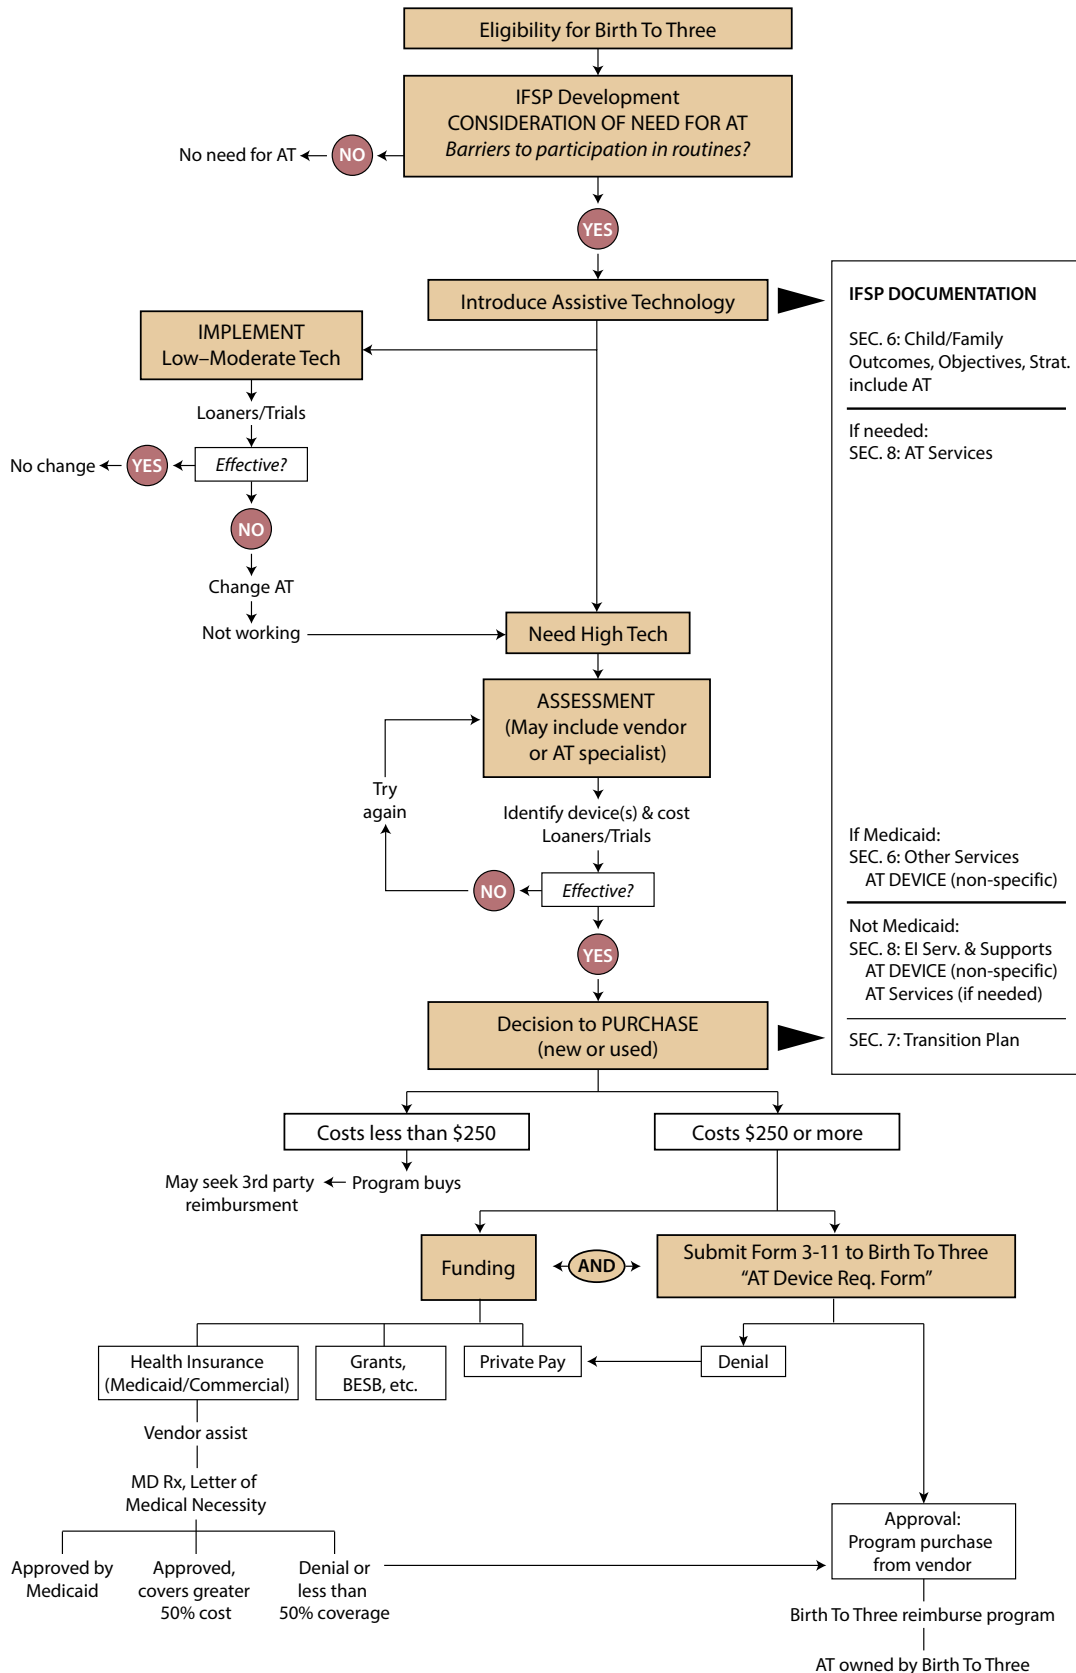 Eligibility for Birth To Three
IFSP Development
CONSIDERATION OF NEED FOR AT
Barriers to participation in routines?
No need for AT
NO
YES
Introduce Assistive Technology
IFSP DOCUMENTATION
SEC. 6: Child/Family
Outcomes, Objectives, Strat.
include AT
If needed:
SEC. 8: AT Services
If Medicaid:
SEC. 6: Other Services
AT DEVICE (non-specific)
Not Medicaid:
SEC. 8: EI Serv. & Supports
AT DEVICE (non-specific)
AT Services (if needed)
SEC. 7: Transition Plan
IMPLEMENT
Low–Moderate Tech
Loaners/Trials
Effective?
YES
No change
NO
Change AT
Not working
Need High Tech
ASSESSMENT
(May include vendor
or AT specialist)
Try
again
Identify device(s) & cost
Loaners/Trials
Effective?
NO
YES
Decision to PURCHASE
(new or used)
Costs less than $250
Costs $250 or more
Program buys
May seek 3rd party
reimbursment
Funding
AND
Submit Form 3-11 to Birth To Three
“AT Device Req. Form”
Health Insurance
(Medicaid/Commercial)
Grants,
BESB, etc.
Private Pay
Denial
Vendor assist
MD Rx, Letter of
Medical Necessity
Approved by
Medicaid
Approved,
covers greater
50% cost
Denial or
less than
50% coverage
Approval:
Program purchase
from vendor
Birth To Three reimburse program
AT owned by Birth To Three